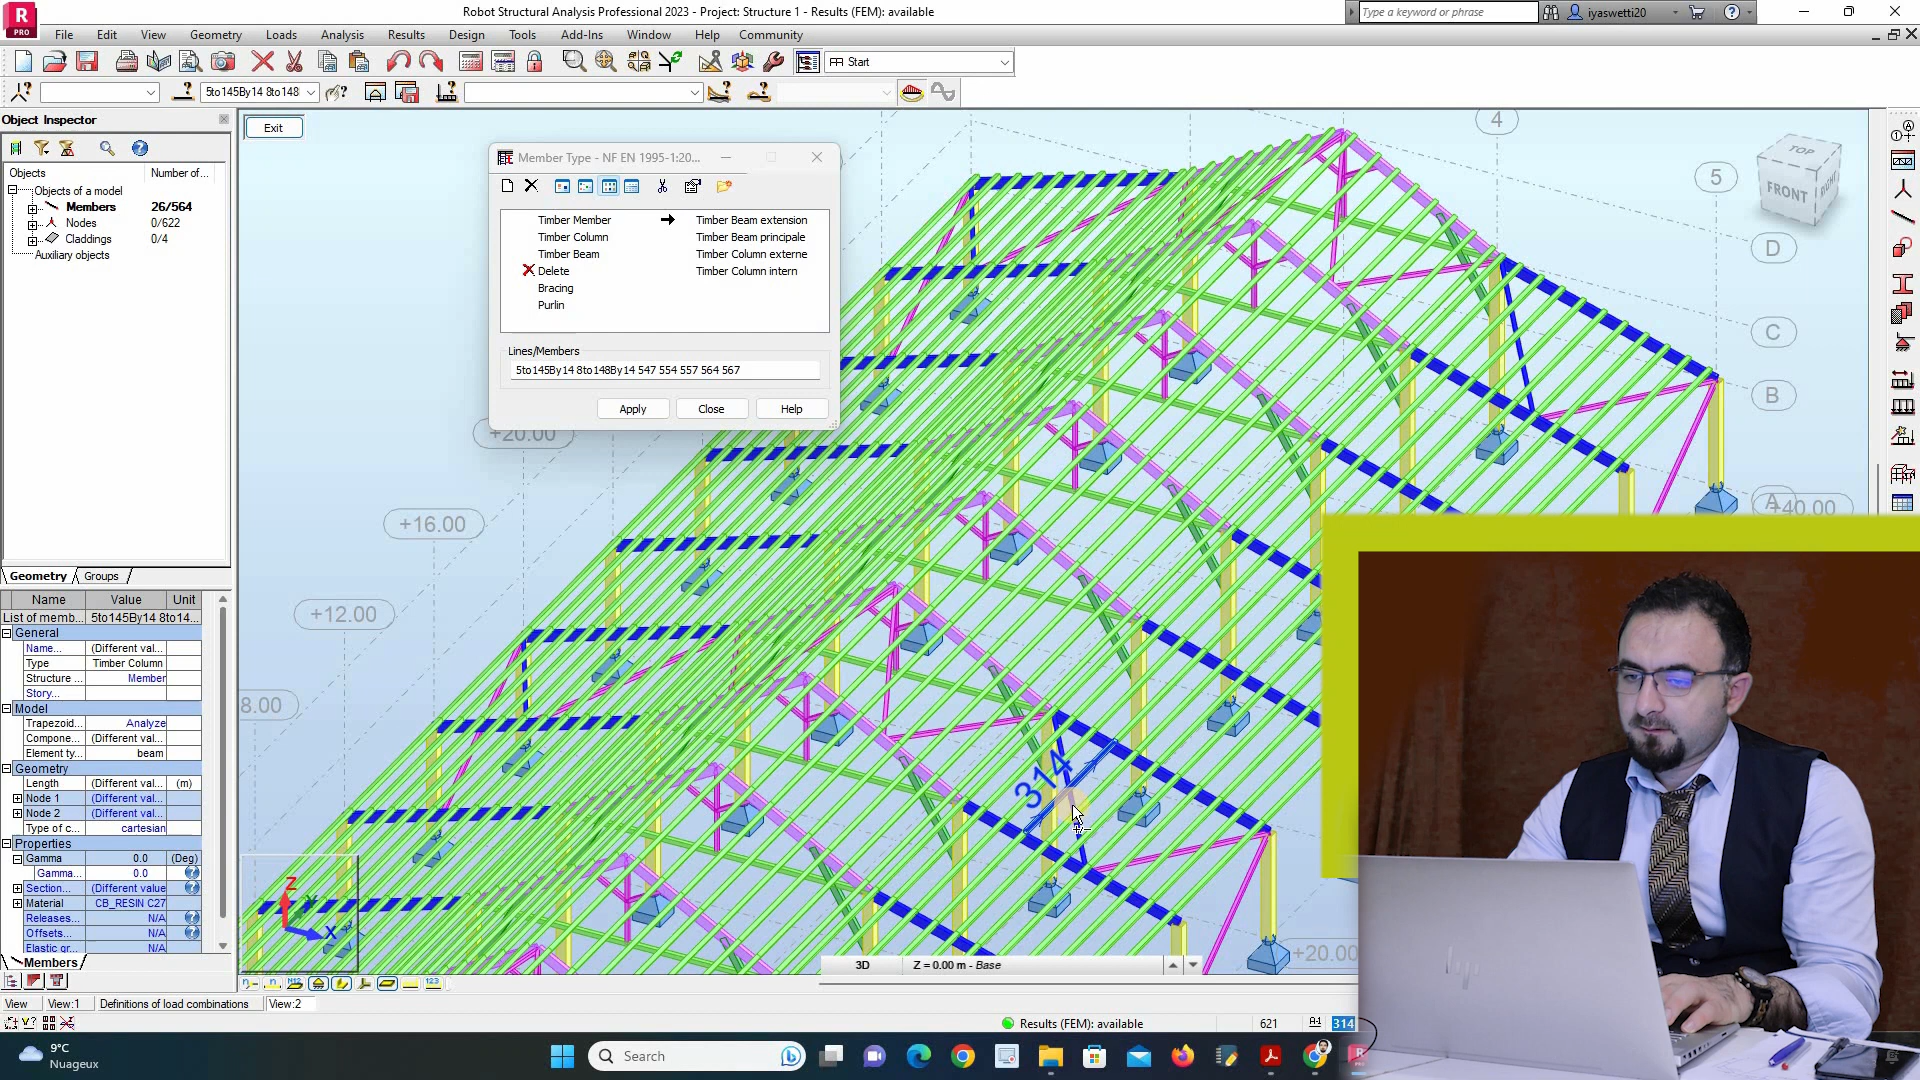 Robot Structural Analysis Professional 2023 - Project: Structure 1 - Results (FEM): available
Type a keyword or phrase
iyaswetti20
R
PRO
File Edit View Geometry Loads Analysis Results Design Tools Add-Ins Window Help Community
Start
5to145By14 8to148
Object Inspector
Exit
Objects Number of...
Objects of a model
Members 26/564
Nodes 0/622
Claddings 0/4
Auxiliary objects
Member Type - NF EN 1995-1:20...
Timber Member
Timber Column
Timber Beam
Delete
Bracing
Purlin
Timber Beam extension
Timber Beam principale
Timber Column externe
Timber Column intern
Lines/Members
5to145By14 8to148By14 547 554 557 564 567
Apply Close Help
4
5
D
C
B
A
TOP
FRONT
+40.00
+20.00
+16.00
+12.00
8.00
+20.00
314
Geometry Groups
Name Value Unit
List of memb... 5to145By14 8to14...
General
Name... (Different val...
Type Timber Column
Structure ... Member
Story...
Model
Trapezoid... Analyze
Compone... (Different val...
Element ty... beam
Geometry
Length (Different val... (m)
Node 1 (Different val...
Node 2 (Different val...
Type of c... cartesian
Properties
Gamma 0.0 (Deg)
Gamma... 0.0
Section... (Different value
Material CB_RESIN C27
Releases... N/A
Offsets... N/A
Elastic gr... N/A
Members
Z
X
3D Z = 0.00 m - Base
View View:1 Definitions of load combinations View:2
Results (FEM): available 621 314
9°C
Nuageux
Search
hp